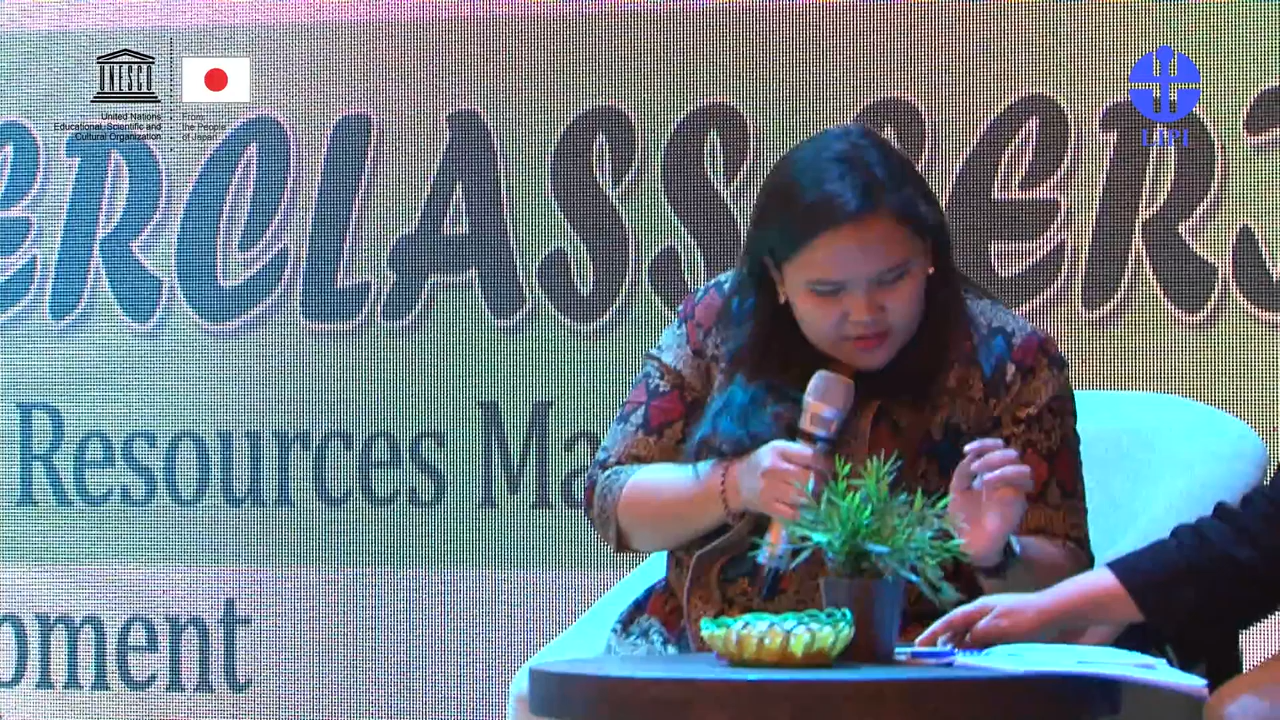 UNESCO
United Nations
Educational, Scientific and
Cultural Organization
From
the People
of Japan
LIPI
ERCLASS SER
Resources Ma
pment